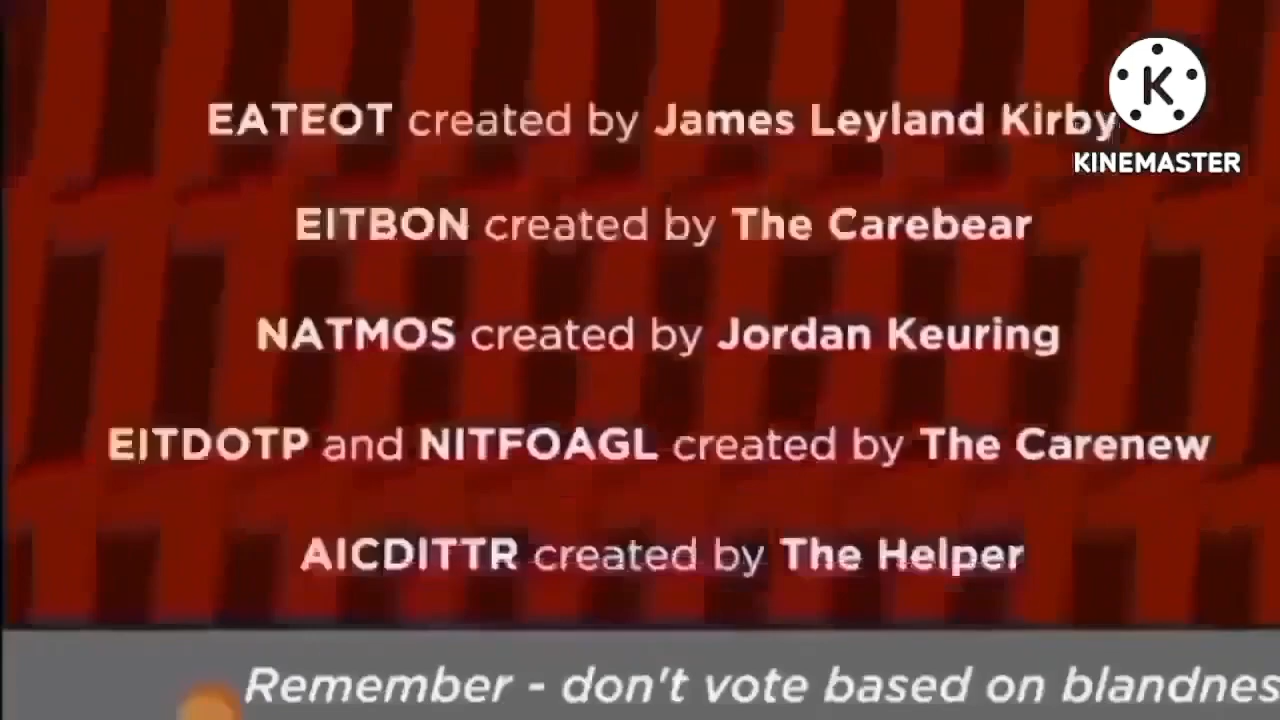 EATEOT created by James Leyland Kirby
K
KINEMASTER
EITBON created by The Carebear
NATMOS created by Jordan Keuring
EITDOTP and NITFOAGL created by The Carenew
AICDITTR created by The Helper
Remember - don't vote based on blandnes